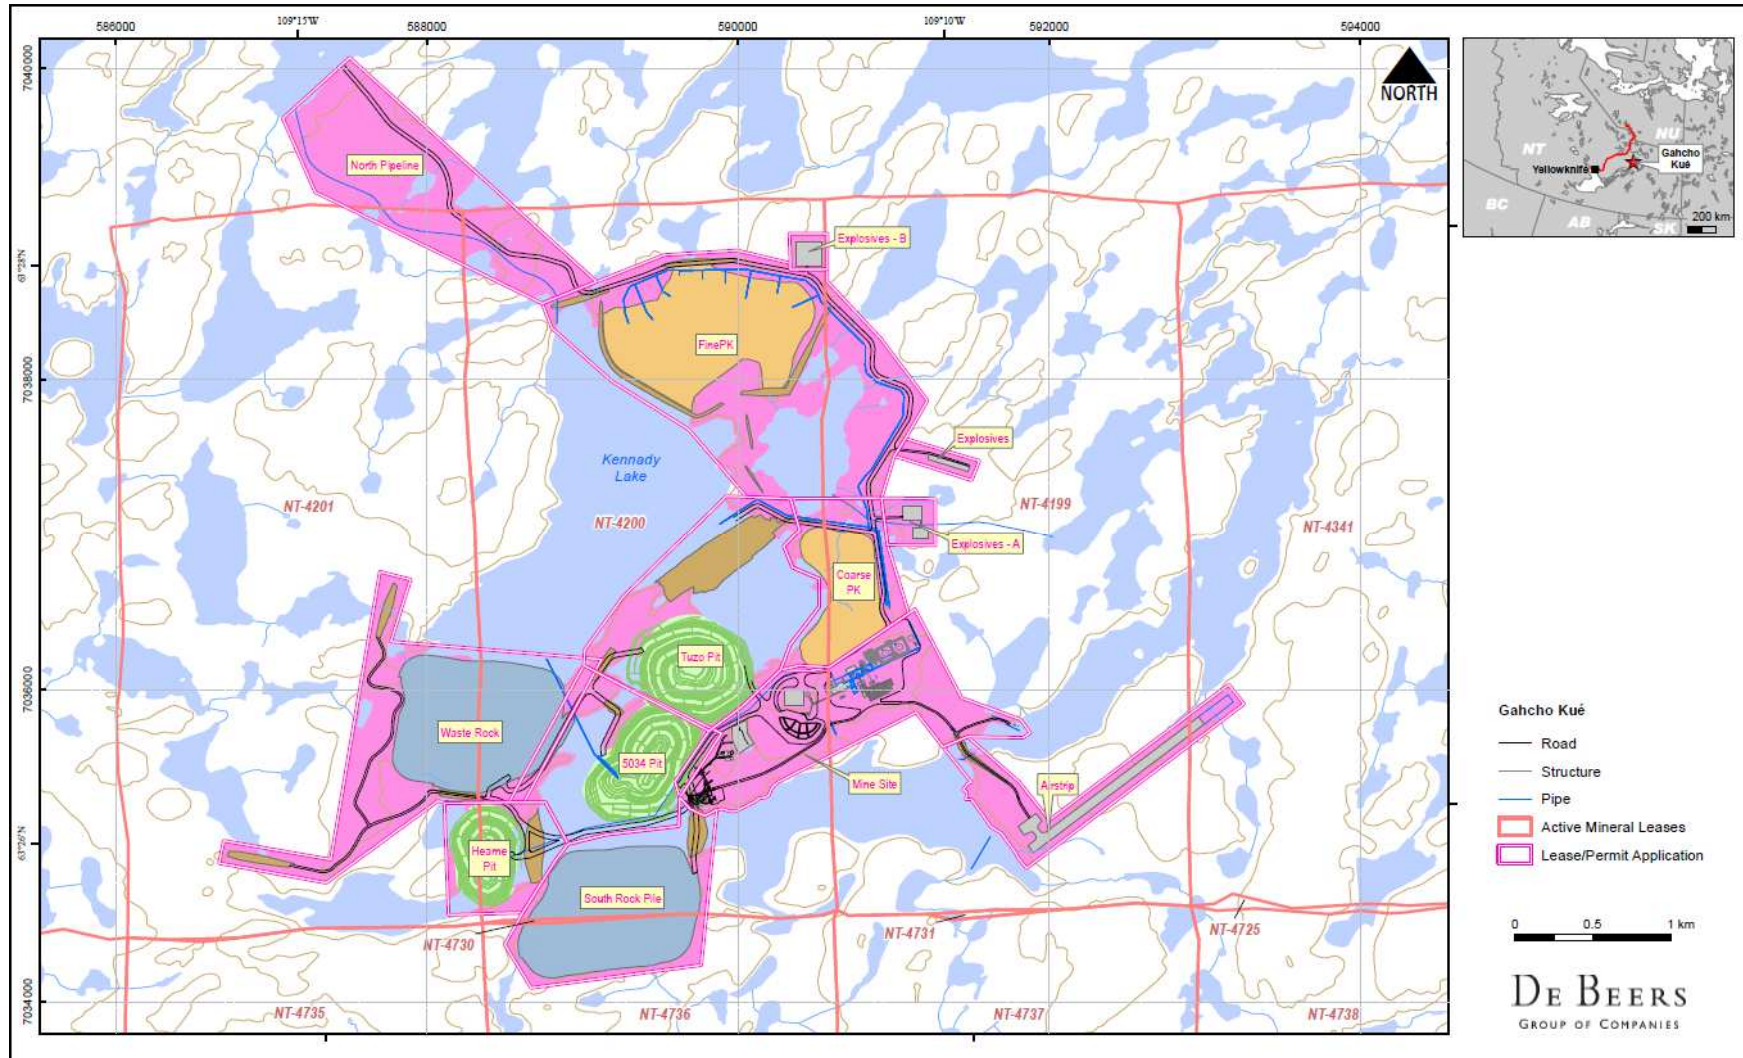 586000
109°15'W
588000
590000
109°10'W
592000
594000
7040000
63°28'N
7038000
7036000
63°26'N
7034000
NORTH
North Pipeline
Explosives - B
FinePK
Kennady
Lake
Explosives
NT-4201
NT-4200
NT-4199
NT-4341
Explosives - A
Coarse
PK
Tuzo Pit
Waste Rock
5034 Pit
Mine Site
Airstrip
Hearne
Pit
South Rock Pile
NT-4730
NT-4731
NT-4725
NT-4735
NT-4736
NT-4737
NT-4738
NT
NU
Gahcho
Kué
Yellowknife
BC
AB
SK
200 km
Gahcho Kué
Road
Structure
Pipe
Active Mineral Leases
Lease/Permit Application
0 0.5 1 km
DE BEERS
GROUP OF COMPANIES